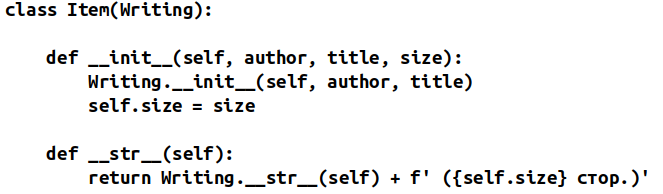 class Item(Writing):
    def __init__(self, author, title, size):
        Writing.__init__(self, author, title)
        self.size = size
    def __str__(self):
        return Writing.__str__(self) + f' ({self.size} стор.)'